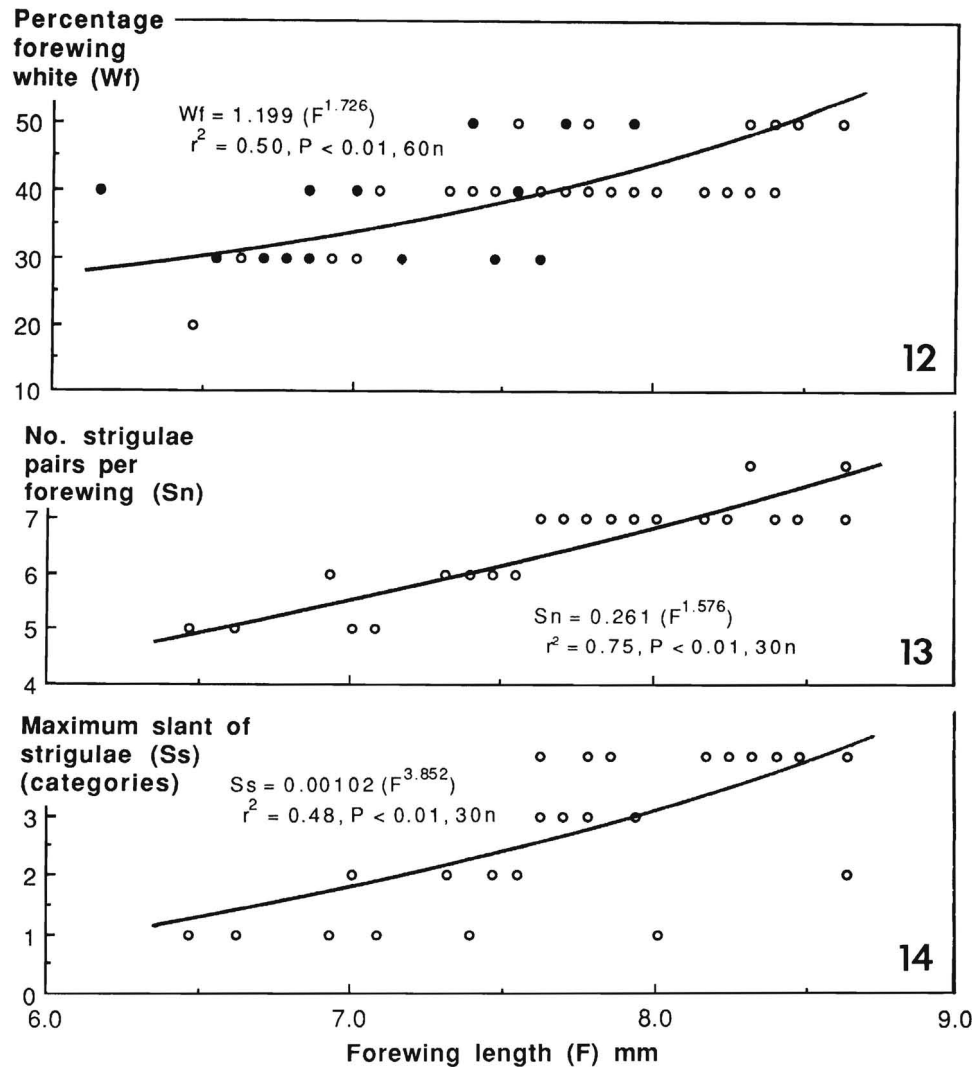 Percentage
forewing
white (Wf)
50
40
30
20
10
Wf = 1.199 (F^1.726)
r^2 = 0.50, P < 0.01, 60n
12
No. strigulae
pairs per
forewing (Sn)
7
6
5
4
Sn = 0.261 (F^1.576)
r^2 = 0.75, P < 0.01, 30n
13
Maximum slant of
strigulae (Ss)
(categories)
3
2
1
0
Ss = 0.00102 (F^3.852)
r^2 = 0.48, P < 0.01, 30n
14
6.0 7.0 8.0 9.0
Forewing length (F) mm